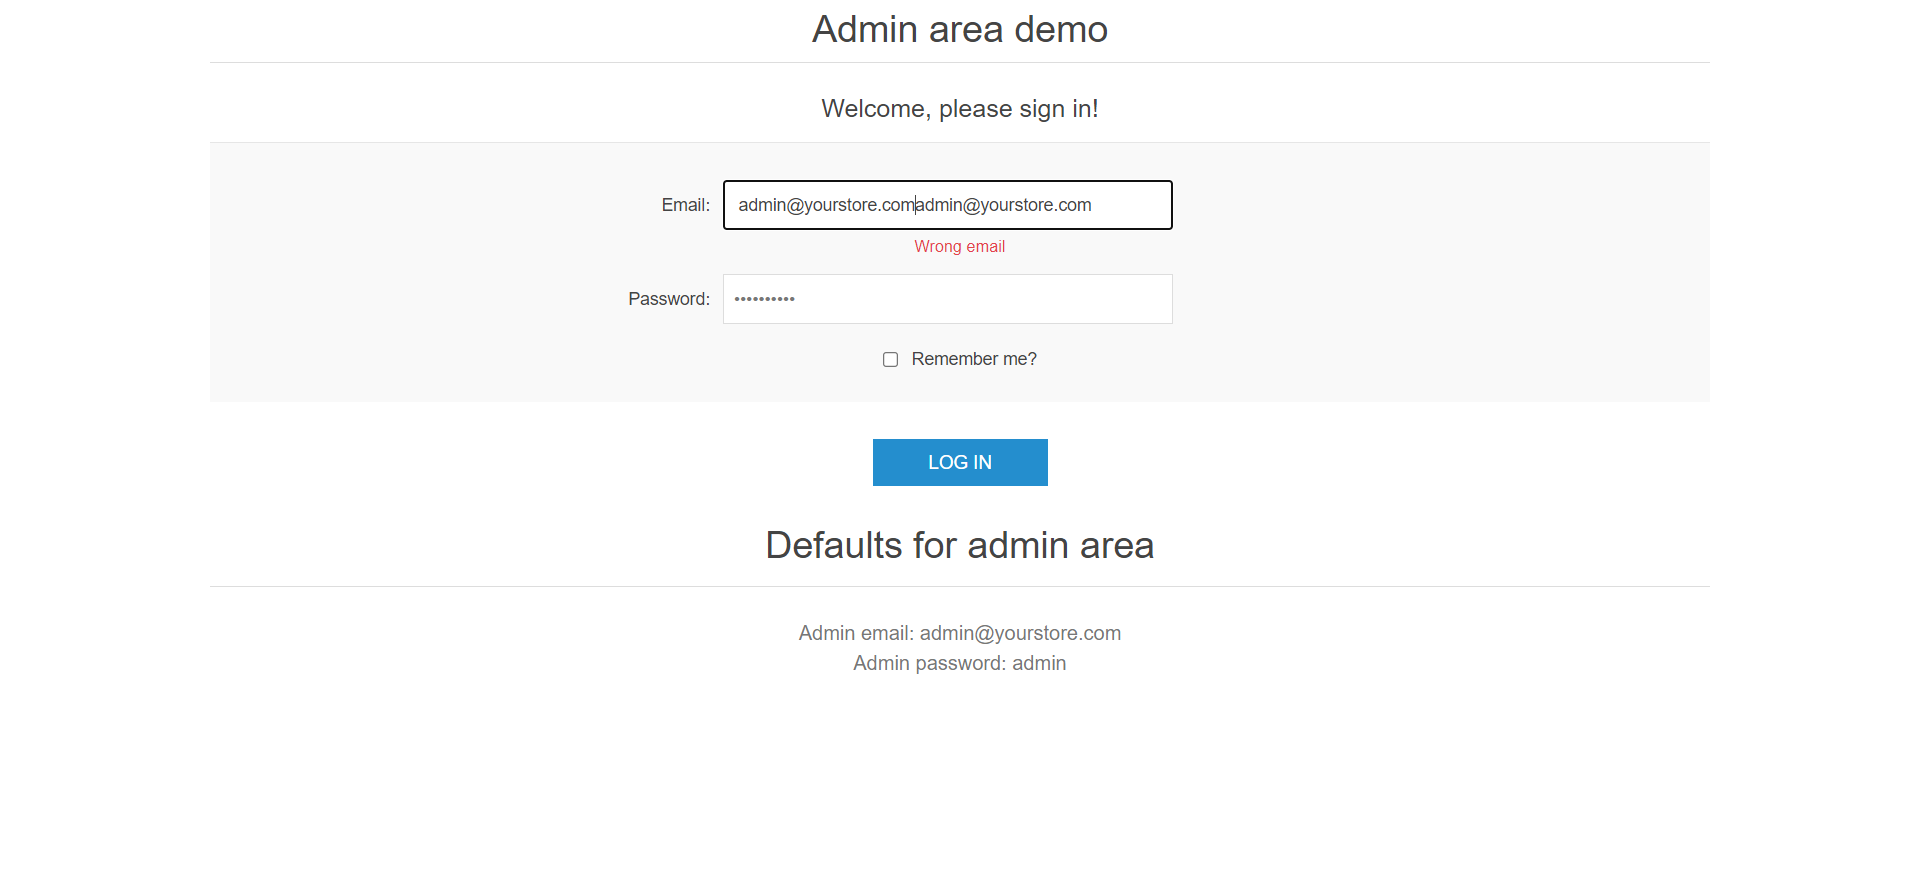 Admin area demo
Welcome, please sign in!
Email: admin@yourstore.comadmin@yourstore.com
Wrong email
Password: ••••••••••
Remember me?
LOG IN
Defaults for admin area
Admin email: admin@yourstore.com
Admin password: admin